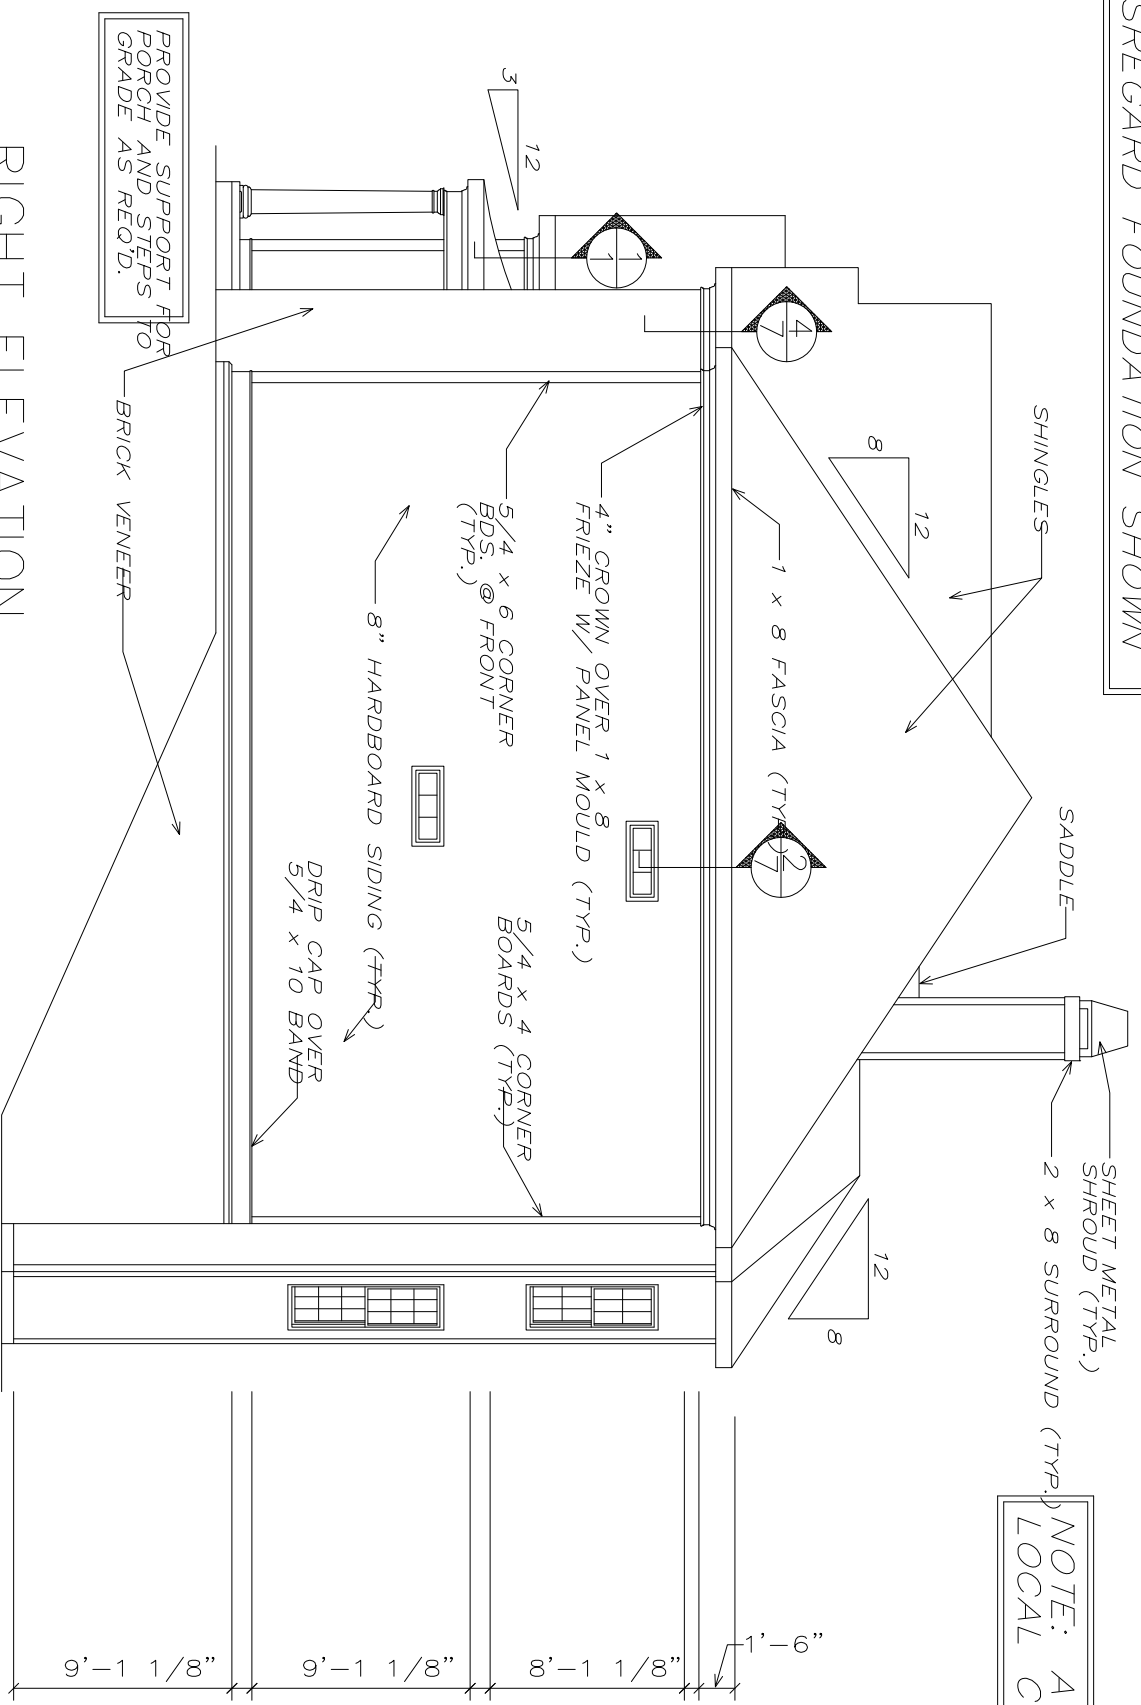 SREGARD FOUNDATION SHOWN
SHINGLES
SADDLE
SHEET METAL
SHROUD (TYP.)
2 x 8 SURROUND (TYP.)
NOTE: A
LOCAL C
12
8
12
8
1 x 8 FASCIA (TYP.)
4
7
2
7
1
1
3
12
4" CROWN OVER 1 x 8
FRIEZE W/ PANEL MOULD (TYP.)
5/4 x 6 CORNER
BDS. @ FRONT
(TYP.)
5/4 x 4 CORNER
BOARDS (TYP.)
8" HARDBOARD SIDING (TYP.)
DRIP CAP OVER
5/4 x 10 BAND
1'-6"
8'-1 1/8"
9'-1 1/8"
9'-1 1/8"
PROVIDE SUPPORT FOR
PORCH AND STEPS TO
GRADE AS REQ'D.
BRICK VENEER
RIGHT ELEVATION